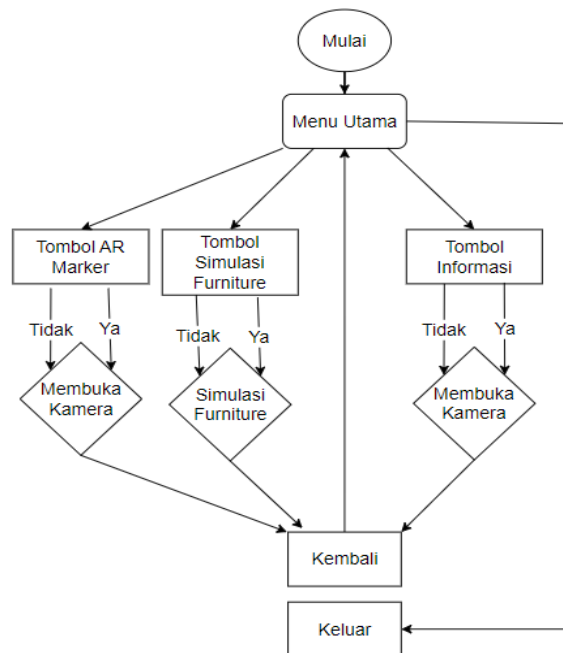 Mulai
Menu Utama
Tombol AR
Marker
Tombol
Simulasi
Furniture
Tombol
Informasi
Tidak
Ya
Tidak
Ya
Tidak
Ya
Membuka
Kamera
Simulasi
Furniture
Membuka
Kamera
Kembali
Keluar